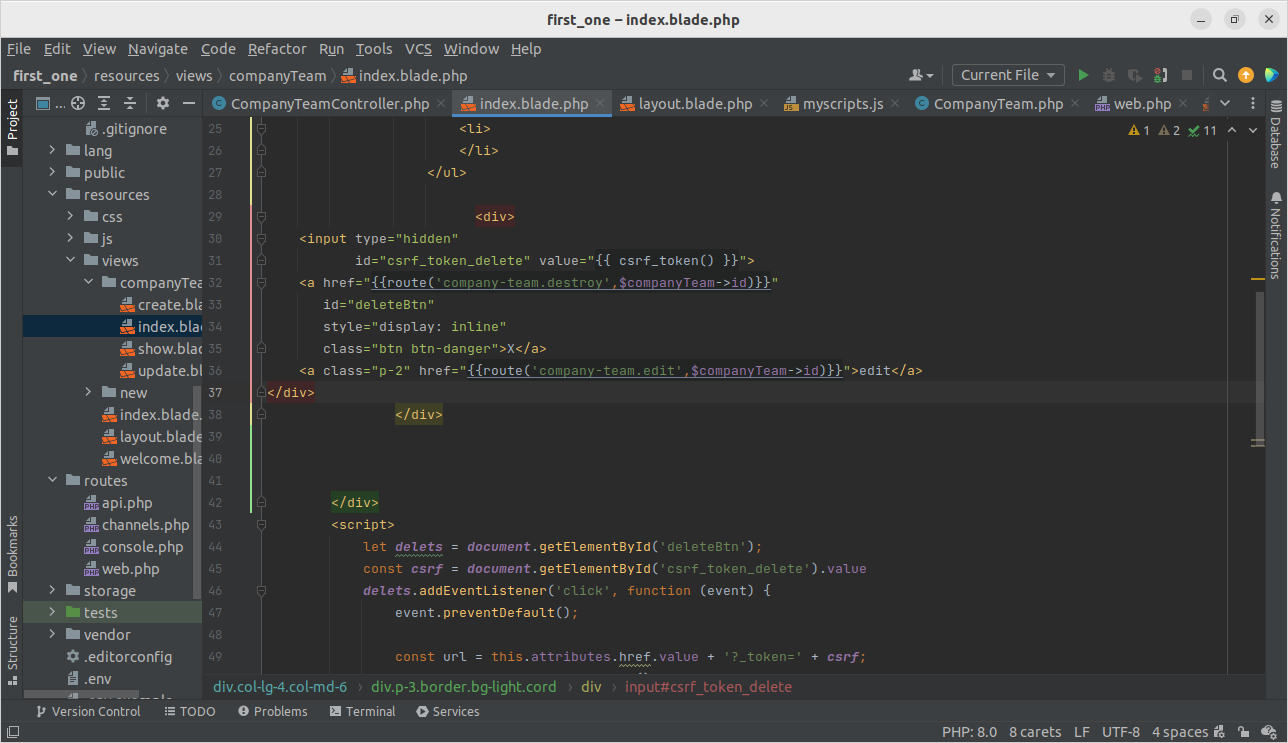 first_one – index.blade.php
File Edit View Navigate Code Refactor Run Tools VCS Window Help
first_one resources views companyTeam index.blade.php Current File
Project
...
CompanyTeamController.php index.blade.php layout.blade.php myscripts.js CompanyTeam.php web.php
.gitignore
lang
public
resources
css
js
views
companyTea
create.bla
index.blac
show.blac
update.bl
new
index.blade.
layout.blade
welcome.bla
routes
api.php
channels.php
console.php
web.php
storage
tests
vendor
.editorconfig
.env
1 2 11
25 <li>
26 </li>
27 </ul>
28
29 <div>
30 <input type="hidden"
31 id="csrf_token_delete" value="{{ csrf_token() }}">
32 <a href="{{route('company-team.destroy',$companyTeam->id)}}"
33 id="deleteBtn"
34 style="display: inline"
35 class="btn btn-danger">X</a>
36 <a class="p-2" href="{{route('company-team.edit',$companyTeam->id)}}">edit</a>
37 </div>
38 </div>
39
40
41
42 </div>
43 <script>
44 let delets = document.getElementById('deleteBtn');
45 const csrf = document.getElementById('csrf_token_delete').value
46 delets.addEventListener('click', function (event) {
47 event.preventDefault();
48
49 const url = this.attributes.href.value + '?_token=' + csrf;
Database
Notifications
Bookmarks
Structure
div.col-lg-4.col-md-6 div.p-3.border.bg-light.cord div input#csrf_token_delete
Version Control TODO Problems Terminal Services
PHP: 8.0 8 carets LF UTF-8 4 spaces